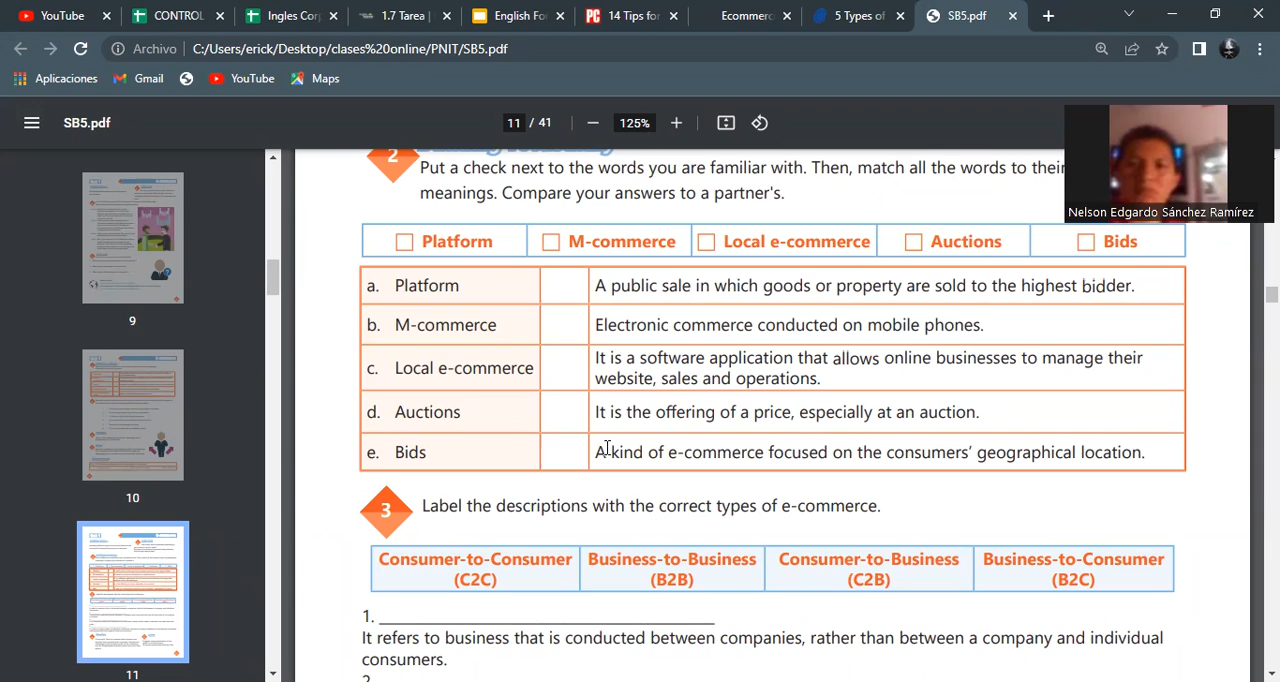 YouTube
CONTROL
Ingles Cor
1.7 Tarea |
English Fo
14 Tips for
Ecommerc
5 Types of
SB5.pdf
Archivo
C:/Users/erick/Desktop/clases%20online/PNIT/SB5.pdf
Aplicaciones
Gmail
YouTube
Maps
SB5.pdf
11 / 41
125%
2
Put a check next to the words you are familiar with. Then, match all the words to their
meanings. Compare your answers to a partner's.
Nelson Edgardo Sánchez Ramírez
Platform
M-commerce
Local e-commerce
Auctions
Bids
a. Platform
A public sale in which goods or property are sold to the highest bidder.
b. M-commerce
Electronic commerce conducted on mobile phones.
c. Local e-commerce
It is a software application that allows online businesses to manage their
website, sales and operations.
d. Auctions
It is the offering of a price, especially at an auction.
e. Bids
A kind of e-commerce focused on the consumers' geographical location.
3
Label the descriptions with the correct types of e-commerce.
Consumer-to-Consumer
(C2C)
Business-to-Business
(B2B)
Consumer-to-Business
(C2B)
Business-to-Consumer
(B2C)
1.
It refers to business that is conducted between companies, rather than between a company and individual
consumers.
2.
9
10
11